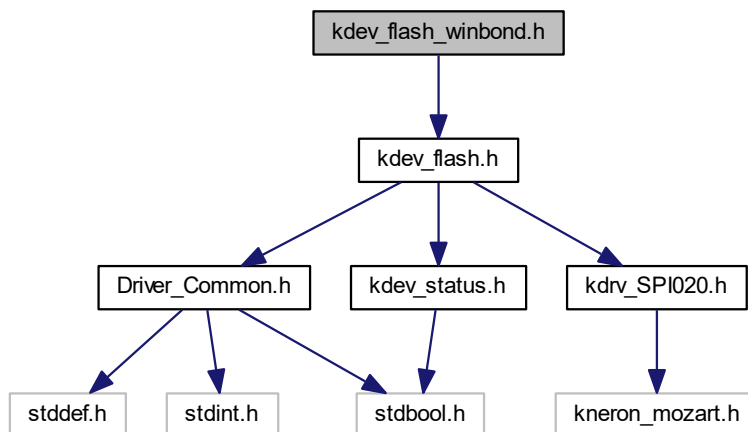 kdev_flash_winbond.h
kdev_flash.h
Driver_Common.h
kdev_status.h
kdrv_SPI020.h
stddef.h
stdint.h
stdbool.h
kneron_mozart.h